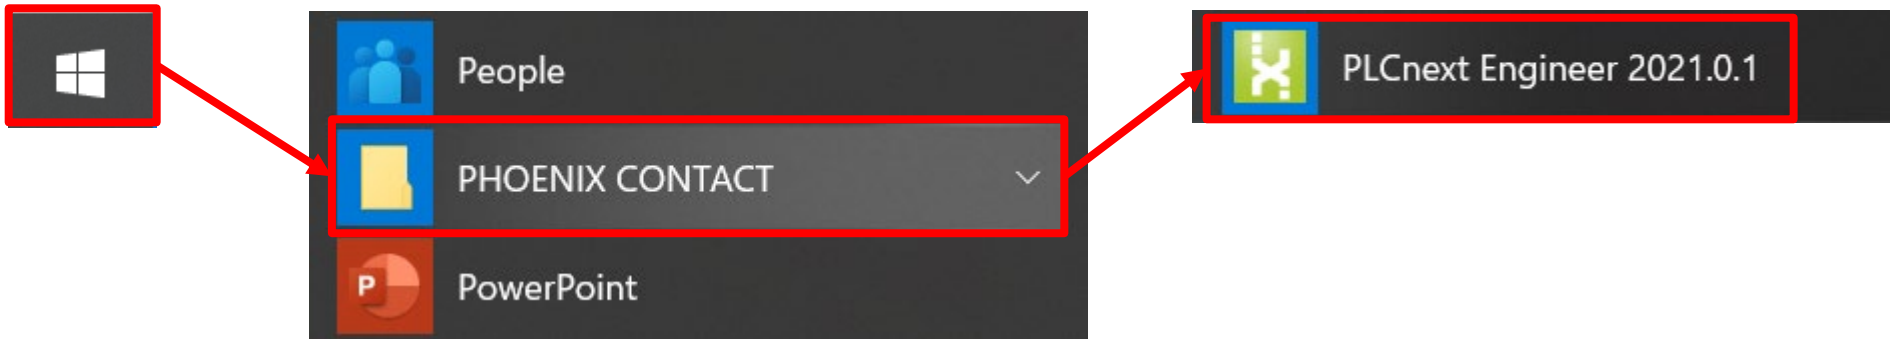 People
PHOENIX CONTACT
P
PowerPoint
PLCnext Engineer 2021.0.1